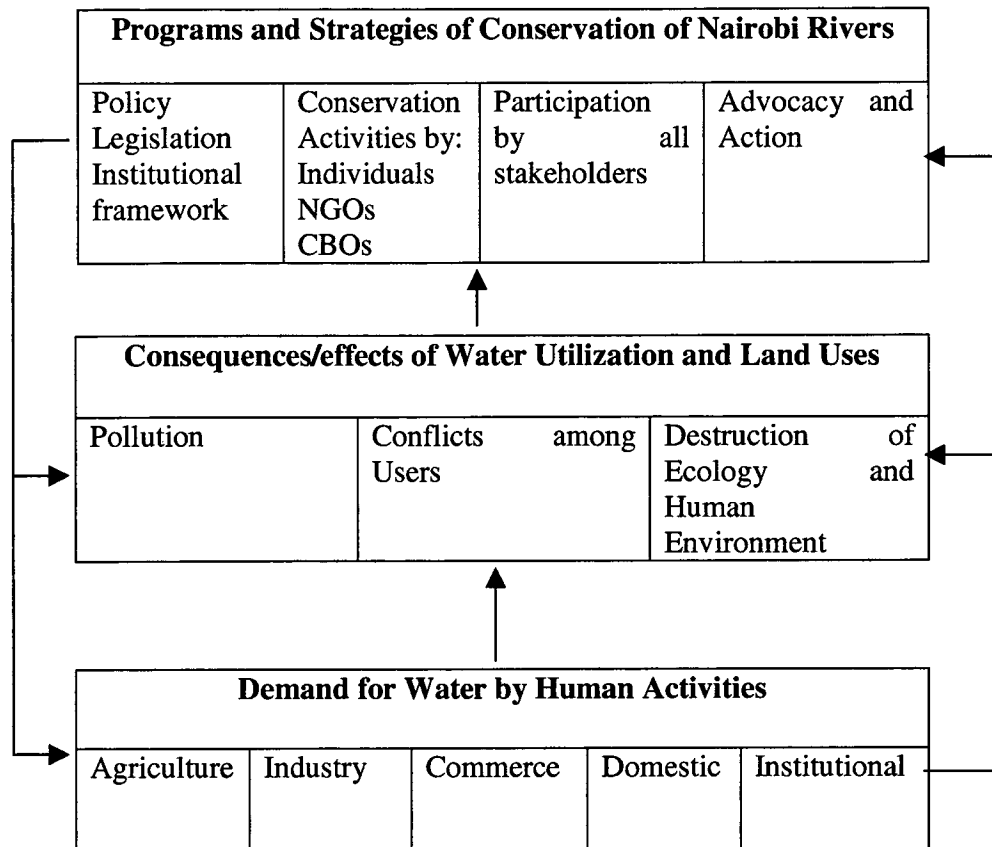 Programs and Strategies of Conservation of Nairobi Rivers
Policy
Legislation
Institutional
framework
Conservation
Activities by:
Individuals
NGOs
CBOs
Participation
by all
stakeholders
Advocacy and
Action
Consequences/effects of Water Utilization and Land Uses
Pollution
Conflicts among
Users
Destruction of
Ecology and
Human
Environment
Demand for Water by Human Activities
Agriculture
Industry
Commerce
Domestic
Institutional